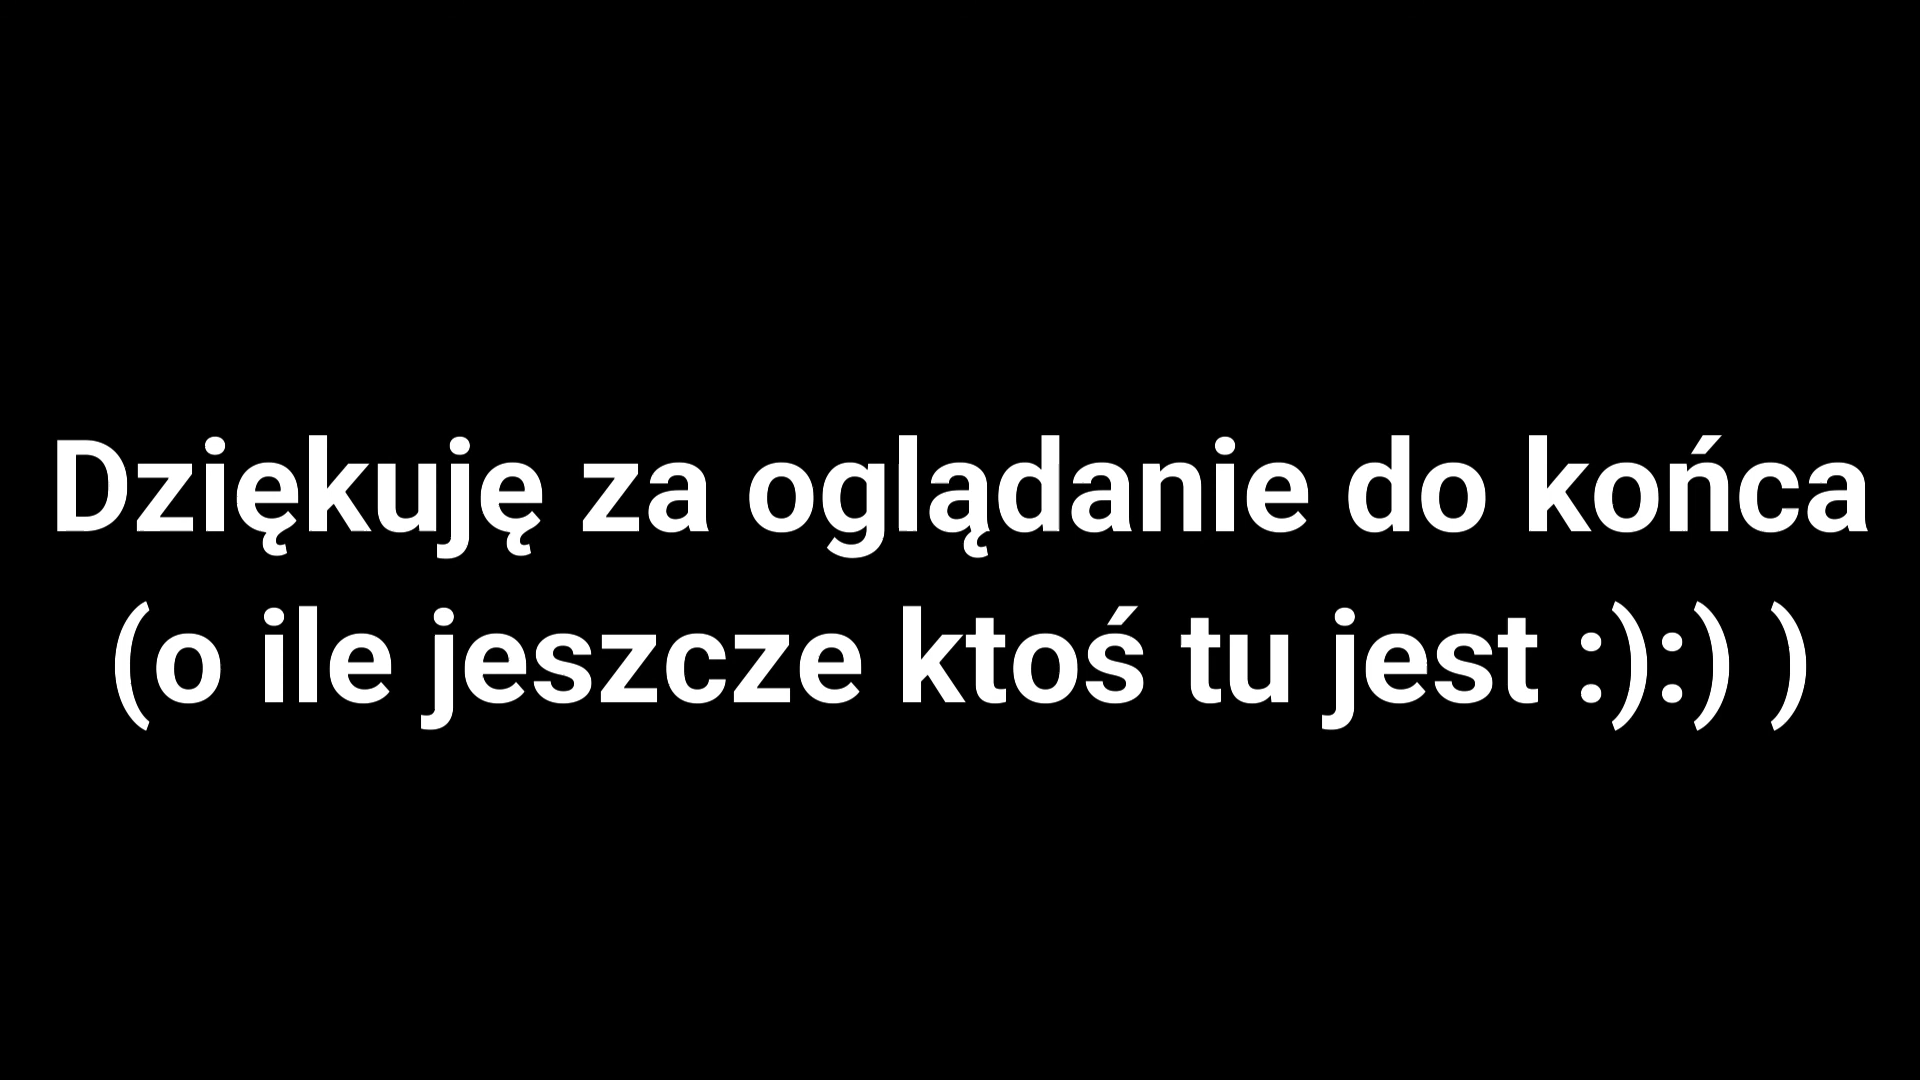 Dziękuję za oglądanie do końca
(o ile jeszcze ktoś tu jest :):) )